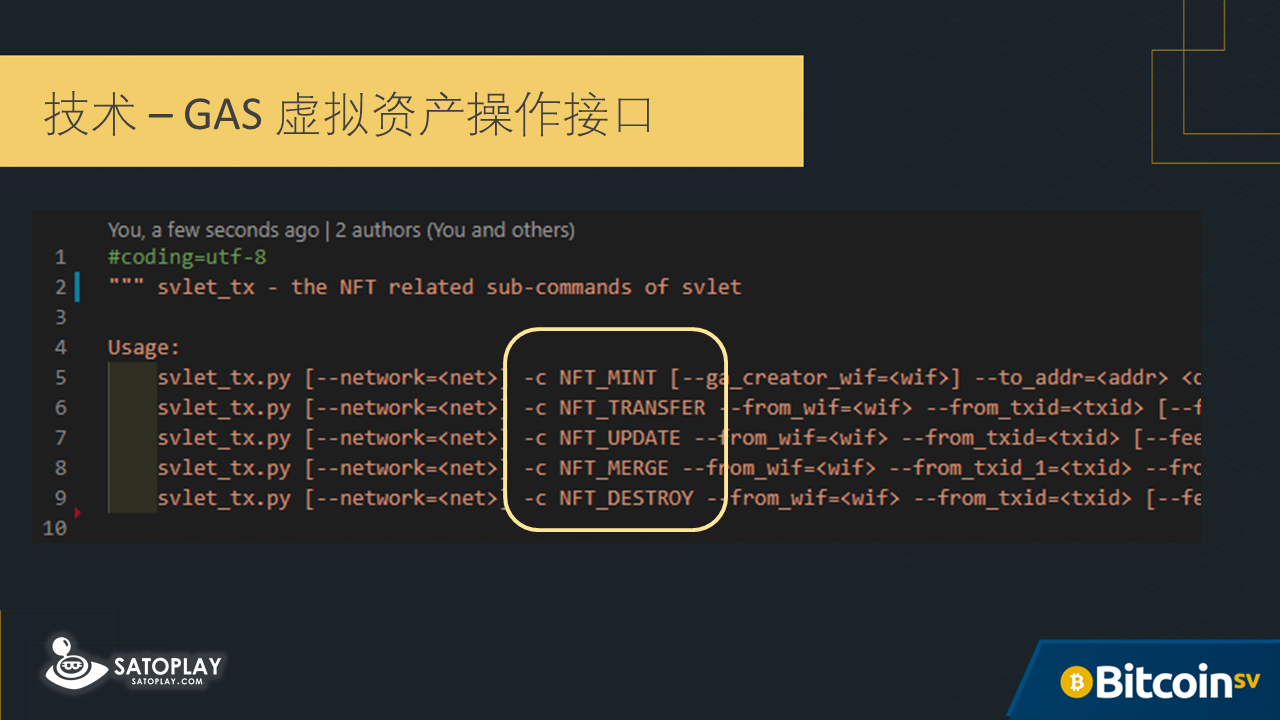 技术 – GAS 虚拟资产操作接口
You, a few seconds ago | 2 authors (You and others)
1 #coding=utf-8
2 """ svlet_tx - the NFT related sub-commands of svlet
3
4 Usage:
5 svlet_tx.py [--network=<net>] -c NFT_MINT [--ga_creator_wif=<wif>] --to_addr=<addr> <
6 svlet_tx.py [--network=<net>] -c NFT_TRANSFER --from_wif=<wif> --from_txid=<txid> [--f
7 svlet_tx.py [--network=<net>] -c NFT_UPDATE --from_wif=<wif> --from_txid=<txid> [--fee
8 svlet_tx.py [--network=<net>] -c NFT_MERGE --from_wif=<wif> --from_txid_1=<txid> --fro
9 svlet_tx.py [--network=<net>] -c NFT_DESTROY --from_wif=<wif> --from_txid=<txid> [--fe
10
SATOPLAY
SATOPLAY.COM
Bitcoin SV